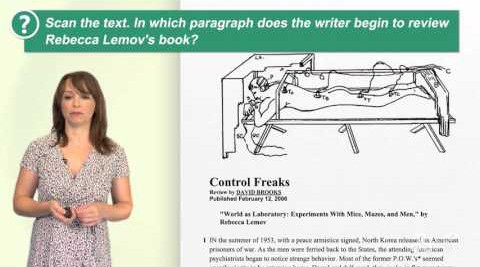 Scan the text. In which paragraph does the writer begin to review
Rebecca Lemov's book?
Control Freaks
Review by DAVID BROOKS
Published February 12, 2006
"World as Laboratory: Experiments With Mice, Mazes, and Men," by
Rebecca Lemov
1 IN the summer of 1953, with a peace armistice signed, North Korea released its American
prisoners of war. As the men were ferried back to the States, the attending American
psychiatrists began to notice strange behavior. Most of the former P.O.W.'s